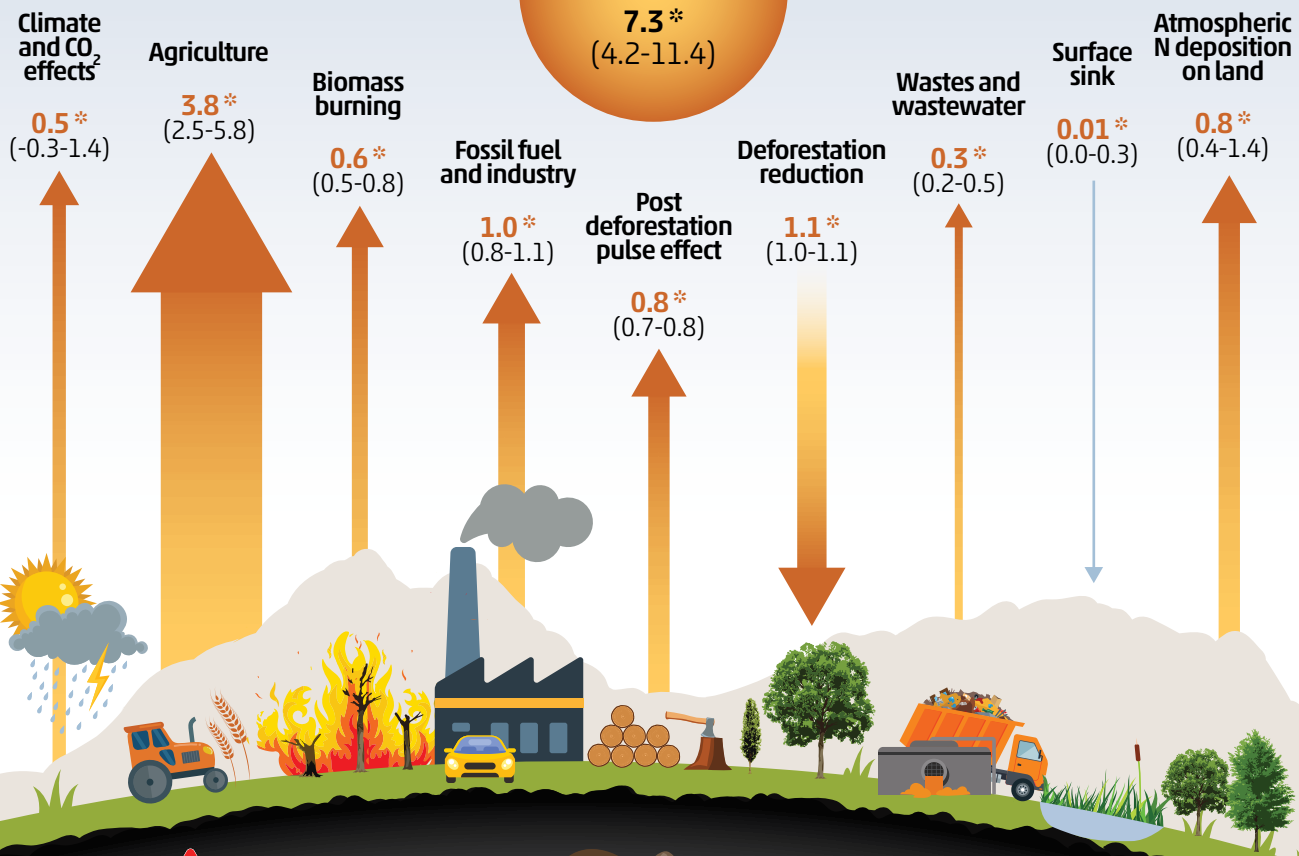 Climate
and CO2
effects
0.5 *
(-0.3-1.4)
Agriculture
3.8 *
(2.5-5.8)
Biomass
burning
0.6 *
(0.5-0.8)
Fossil fuel
and industry
1.0 *
(0.8-1.1)
7.3 *
(4.2-11.4)
Post
deforestation
pulse effect
0.8 *
(0.7-0.8)
Deforestation
reduction
1.1 *
(1.0-1.1)
Wastes and
wastewater
0.3 *
(0.2-0.5)
Surface
sink
0.01 *
(0.0-0.3)
Atmospheric
N deposition
on land
0.8 *
(0.4-1.4)